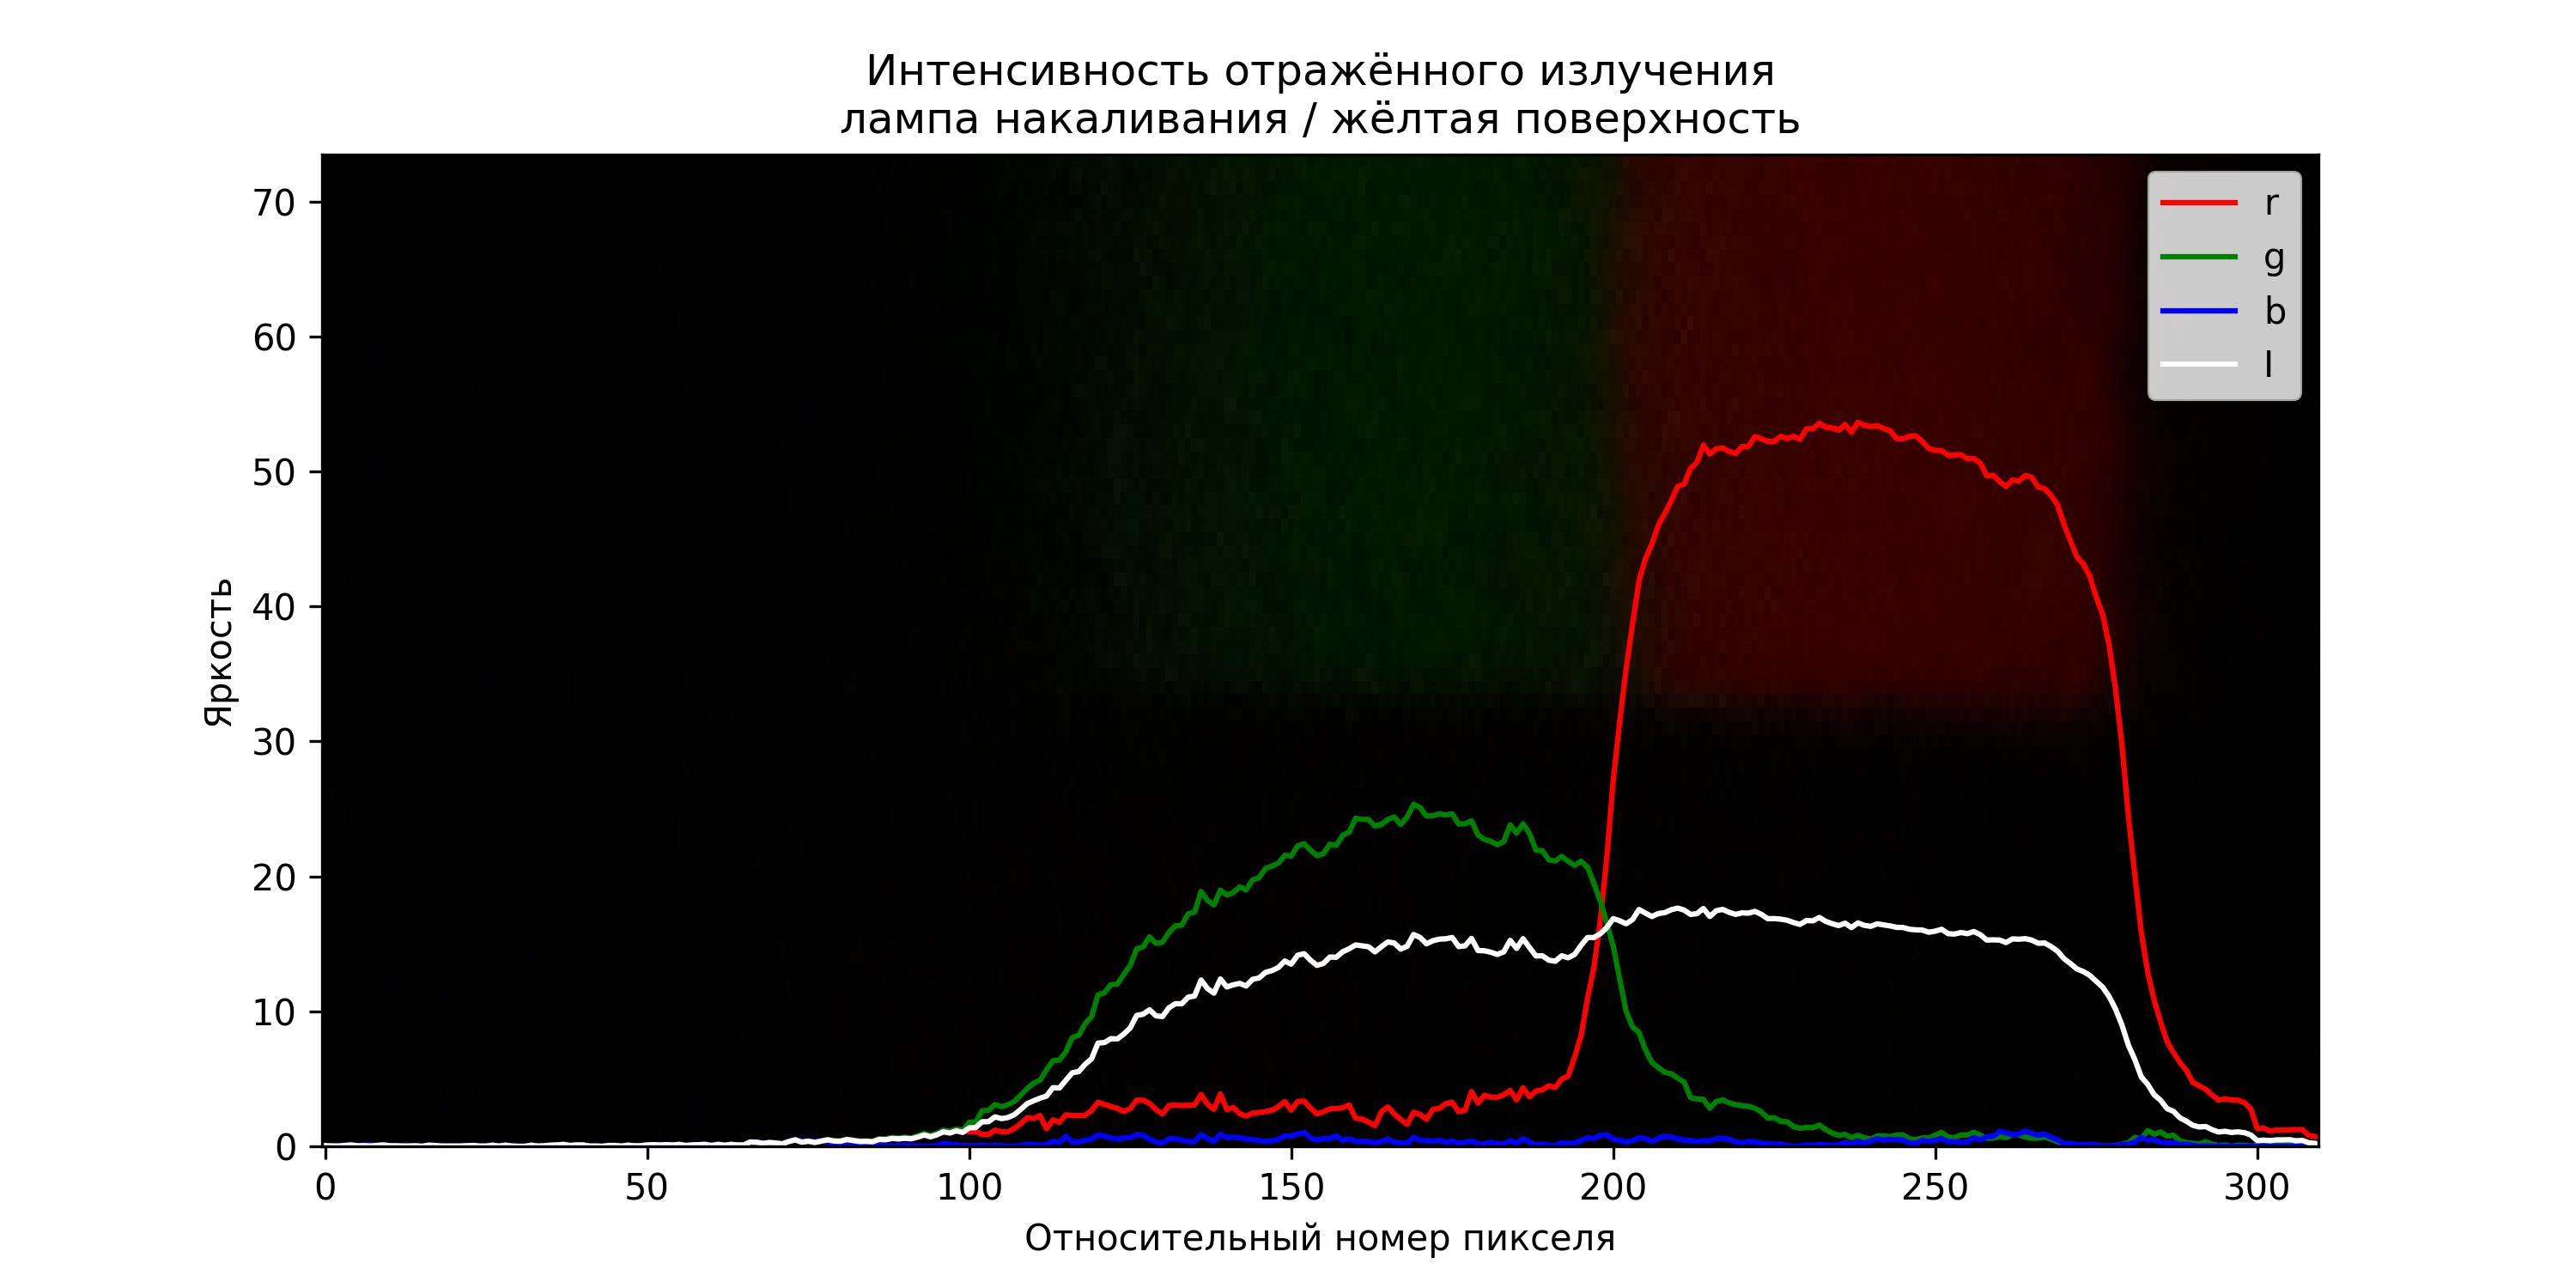 Интенсивность отражённого излучения
лампа накаливания / жёлтая поверхность
70
60
50
40
30
20
10
0
Яркость
r
g
b
l
0 50 100 150 200 250 300
Относительный номер пикселя